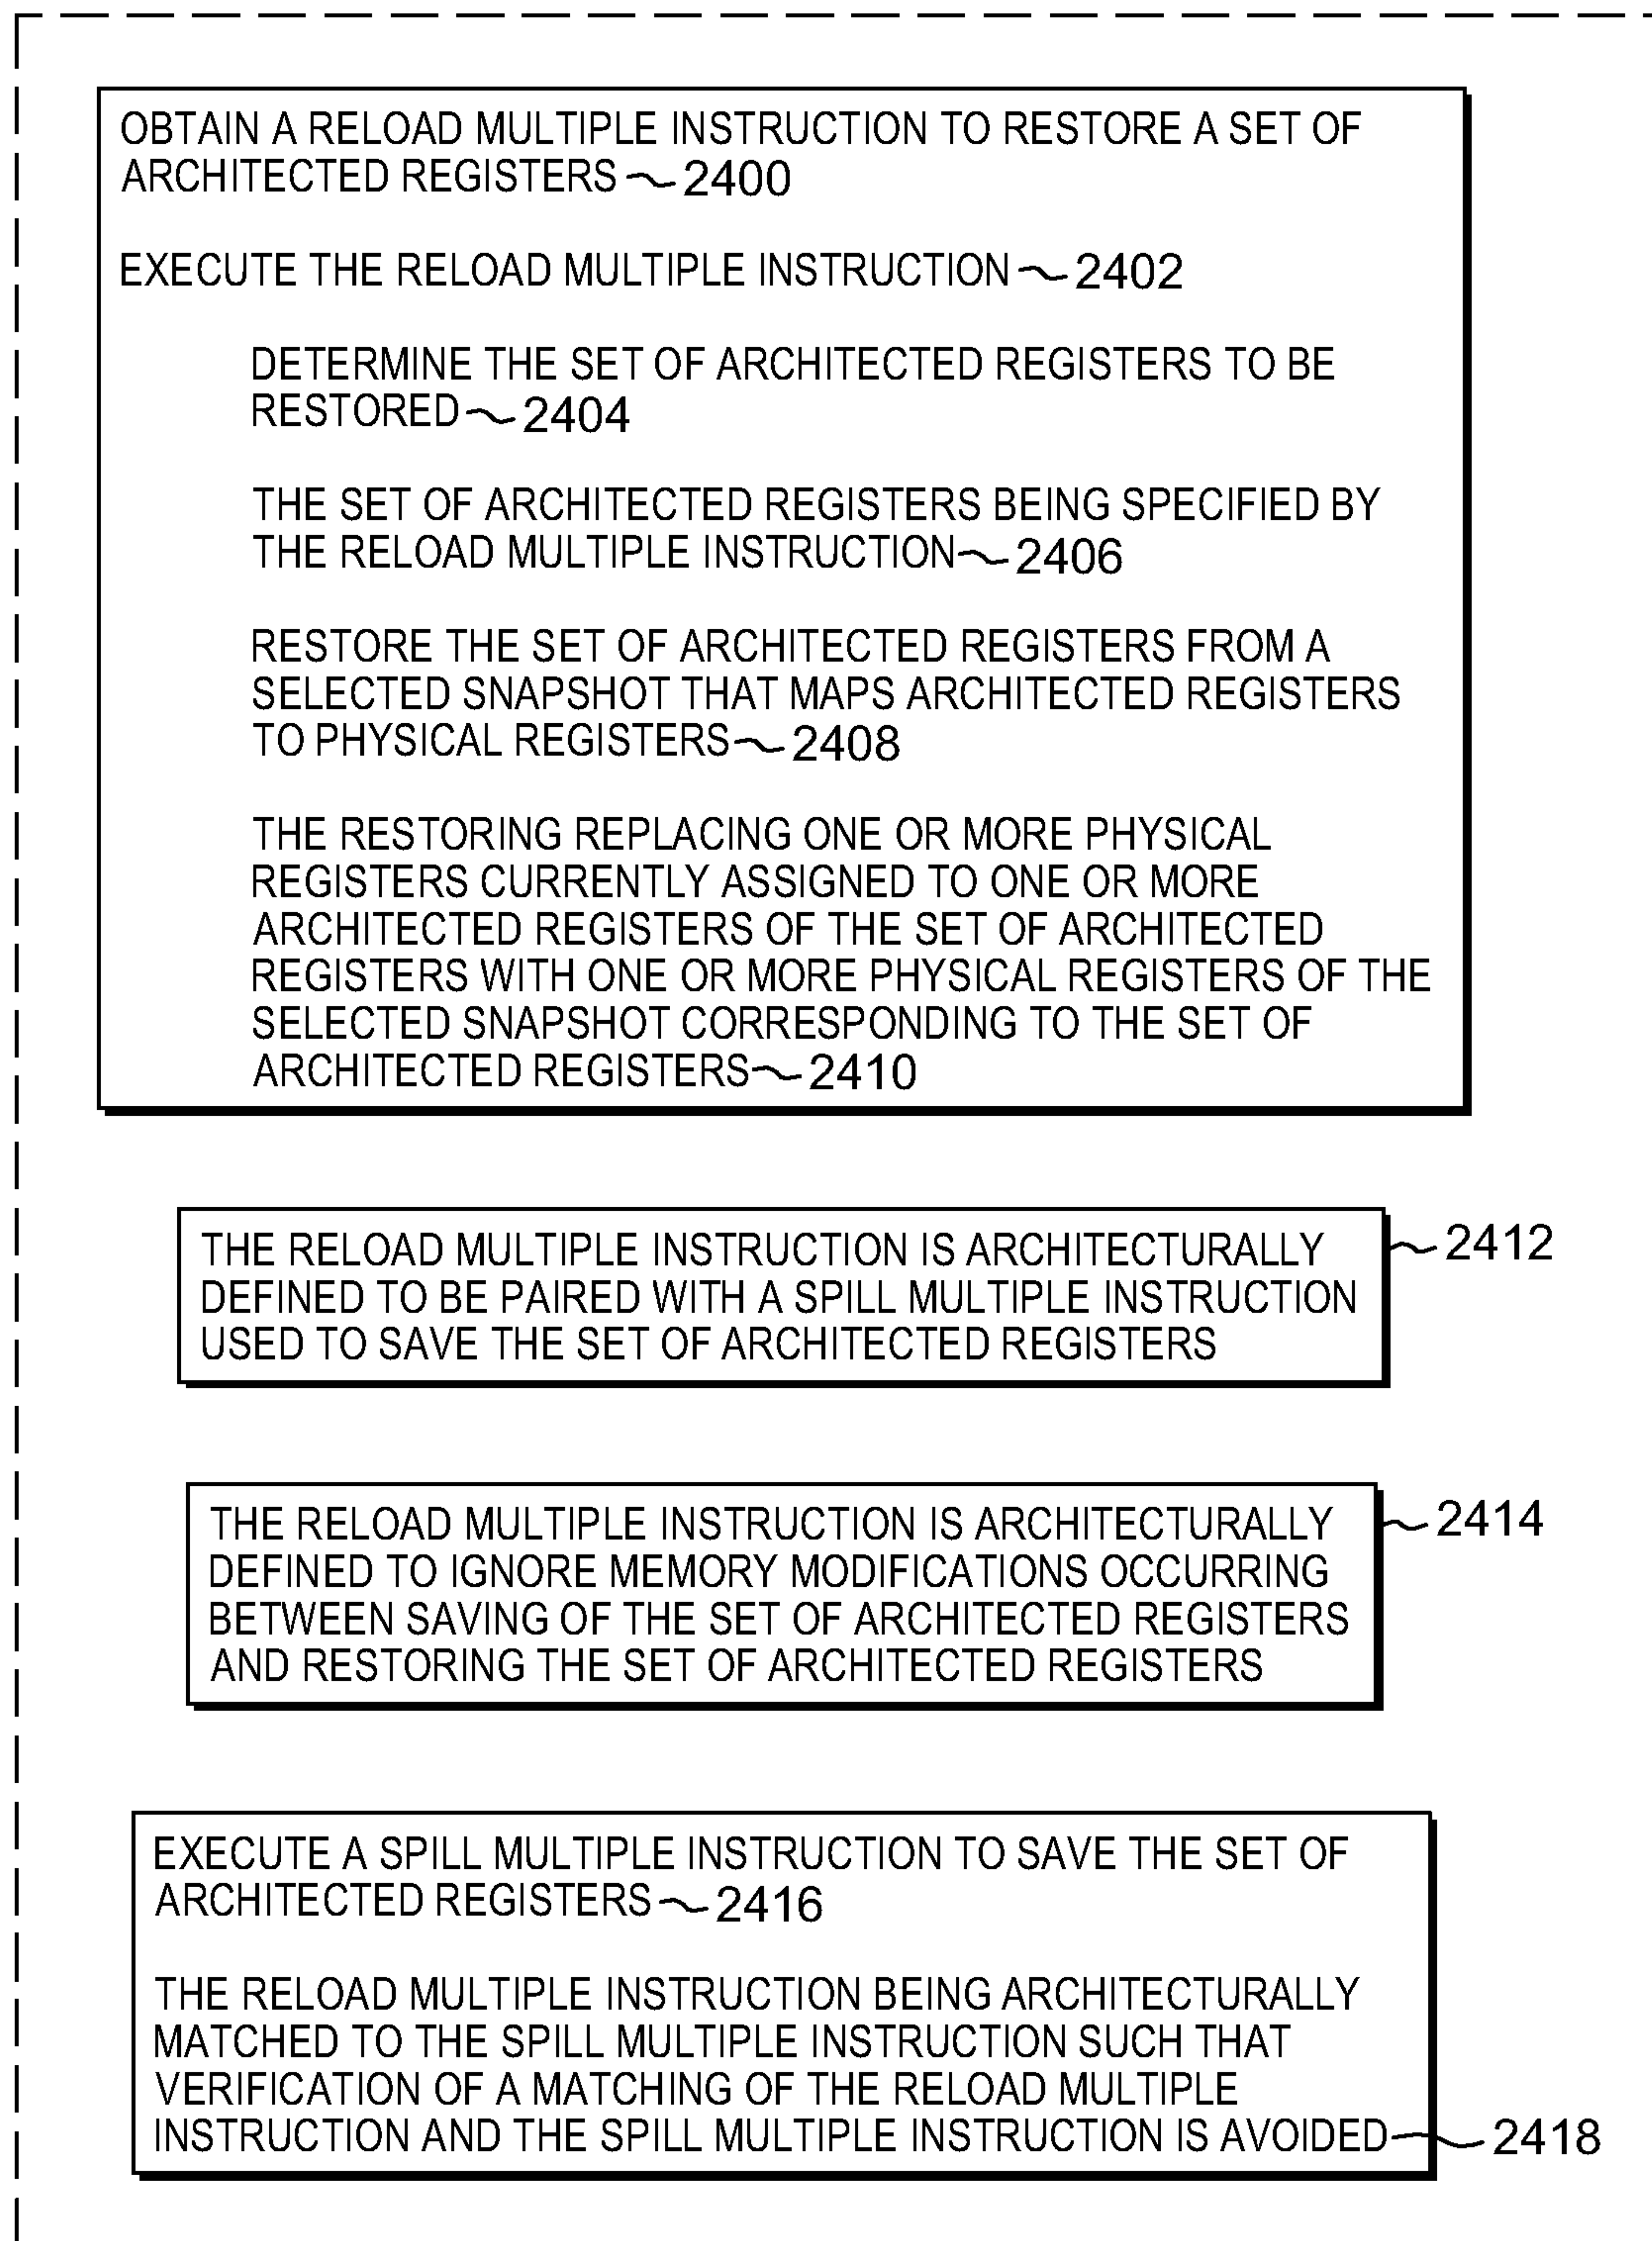 OBTAIN A RELOAD MULTIPLE INSTRUCTION TO RESTORE A SET OF
ARCHITECTED REGISTERS 2400
EXECUTE THE RELOAD MULTIPLE INSTRUCTION 2402
DETERMINE THE SET OF ARCHITECTED REGISTERS TO BE
RESTORED 2404
THE SET OF ARCHITECTED REGISTERS BEING SPECIFIED BY
THE RELOAD MULTIPLE INSTRUCTION 2406
RESTORE THE SET OF ARCHITECTED REGISTERS FROM A
SELECTED SNAPSHOT THAT MAPS ARCHITECTED REGISTERS
TO PHYSICAL REGISTERS 2408
THE RESTORING REPLACING ONE OR MORE PHYSICAL
REGISTERS CURRENTLY ASSIGNED TO ONE OR MORE
ARCHITECTED REGISTERS OF THE SET OF ARCHITECTED
REGISTERS WITH ONE OR MORE PHYSICAL REGISTERS OF THE
SELECTED SNAPSHOT CORRESPONDING TO THE SET OF
ARCHITECTED REGISTERS 2410
THE RELOAD MULTIPLE INSTRUCTION IS ARCHITECTURALLY 2412
DEFINED TO BE PAIRED WITH A SPILL MULTIPLE INSTRUCTION
USED TO SAVE THE SET OF ARCHITECTED REGISTERS
THE RELOAD MULTIPLE INSTRUCTION IS ARCHITECTURALLY 2414
DEFINED TO IGNORE MEMORY MODIFICATIONS OCCURRING
BETWEEN SAVING OF THE SET OF ARCHITECTED REGISTERS
AND RESTORING THE SET OF ARCHITECTED REGISTERS
EXECUTE A SPILL MULTIPLE INSTRUCTION TO SAVE THE SET OF
ARCHITECTED REGISTERS 2416
THE RELOAD MULTIPLE INSTRUCTION BEING ARCHITECTURALLY
MATCHED TO THE SPILL MULTIPLE INSTRUCTION SUCH THAT
VERIFICATION OF A MATCHING OF THE RELOAD MULTIPLE
INSTRUCTION AND THE SPILL MULTIPLE INSTRUCTION IS AVOIDED 2418